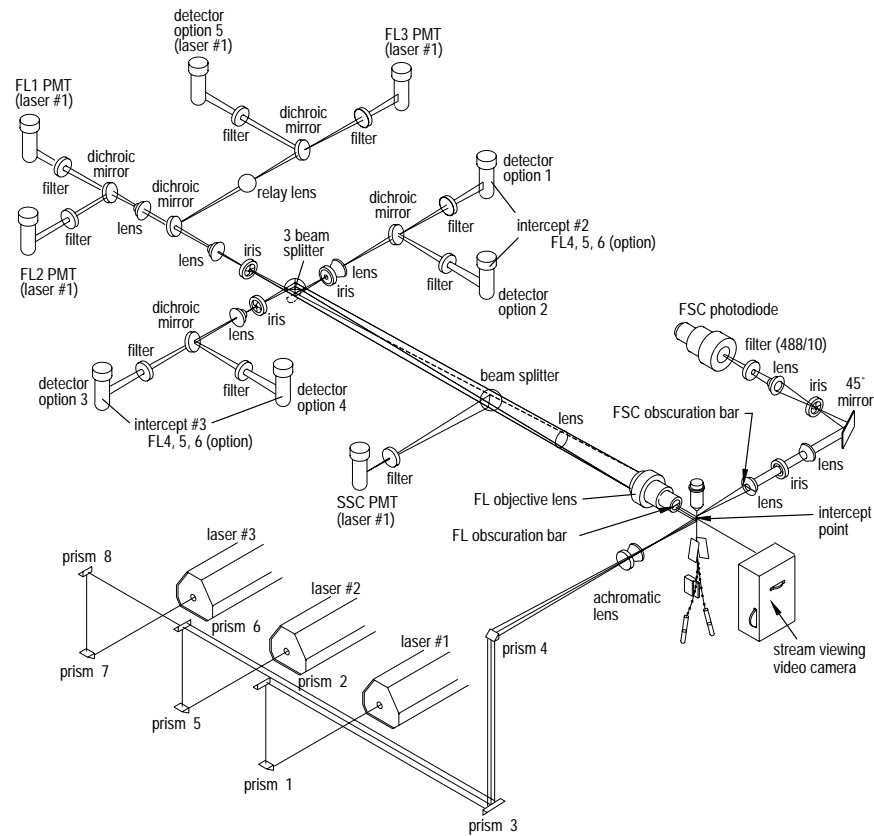 detector
option 5
(laser #1)
FL3 PMT
(laser #1)
FL1 PMT
(laser #1)
filter
dichroic
mirror
filter
dichroic
mirror
filter
dichroic
mirror
relay lens
detector
option 1
dichroic
mirror
filter
intercept #2
FL4, 5, 6 (option)
filter
lens
FL2 PMT
(laser #1)
lens
iris
3 beam
splitter
lens
iris
filter
detector
option 2
FSC photodiode
filter (488/10)
lens
iris
45°
mirror
dichroic
mirror
iris
lens
filter
filter
detector
option 3
detector
option 4
intercept #3
FL4, 5, 6 (option)
beam splitter
lens
FSC obscuration bar
lens
iris
lens
filter
SSC PMT
(laser #1)
FL objective lens
FL obscuration bar
intercept
point
laser #3
prism 8
laser #2
prism 6
achromatic
lens
laser #1
prism 4
prism 7
prism 2
stream viewing
video camera
prism 5
prism 1
prism 3